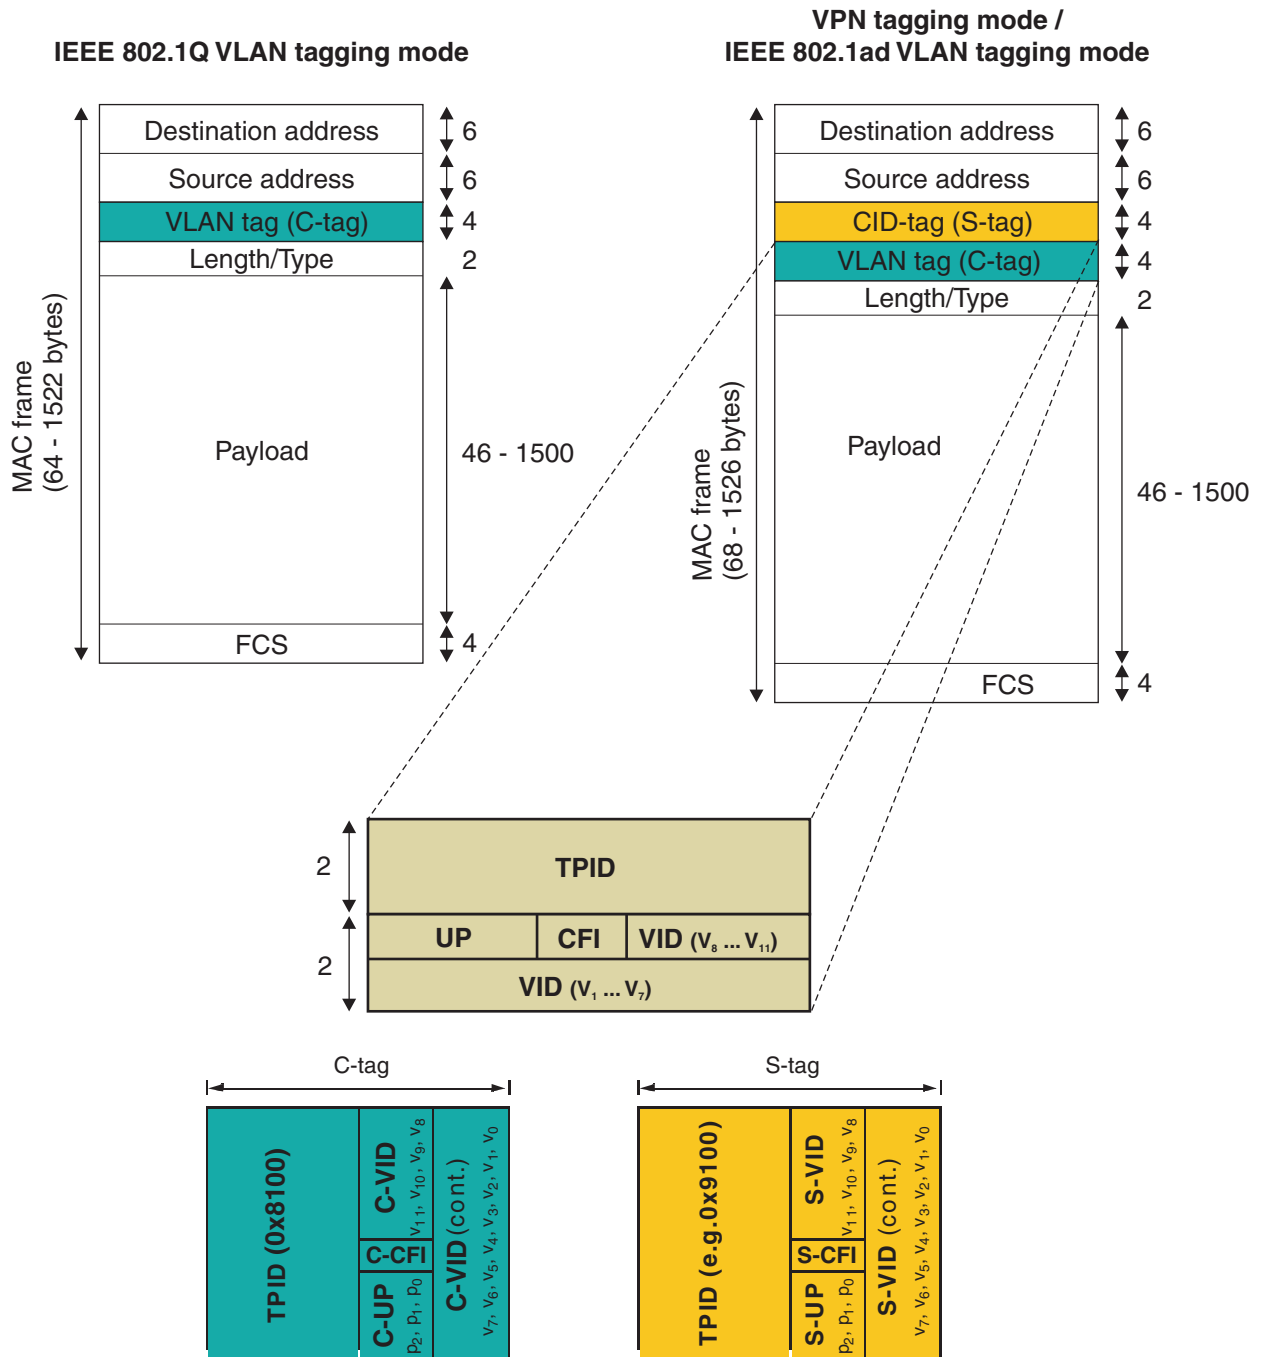 IEEE 802.1Q VLAN tagging mode
VPN tagging mode /
IEEE 802.1ad VLAN tagging mode
MAC frame
(64 - 1522 bytes)
Destination address
6
Source address
6
VLAN tag (C-tag)
4
Length/Type
2
Payload
46 - 1500
FCS
4
MAC frame
(68 - 1526 bytes)
Destination address
6
Source address
6
CID-tag (S-tag)
4
VLAN tag (C-tag)
4
Length/Type
2
Payload
46 - 1500
FCS
4
2
TPID
2
UP
CFI
VID (V₈ ... V₁₁)
VID (V₁ ... V₇)
C-tag
TPID (0x8100)
C-VID
v₁₁, v₁₀, v₉, v₈
C-CFI
C-UP
p₂, p₁, p₀
C-VID (cont.)
v₇, v₆, v₅, v₄, v₃, v₂, v₁, v₀
S-tag
TPID (e.g.0x9100)
S-VID
v₁₁, v₁₀, v₉, v₈
S-CFI
S-UP
p₂, p₁, p₀
S-VID (cont.)
v₇, v₆, v₅, v₄, v₃, v₂, v₁, v₀